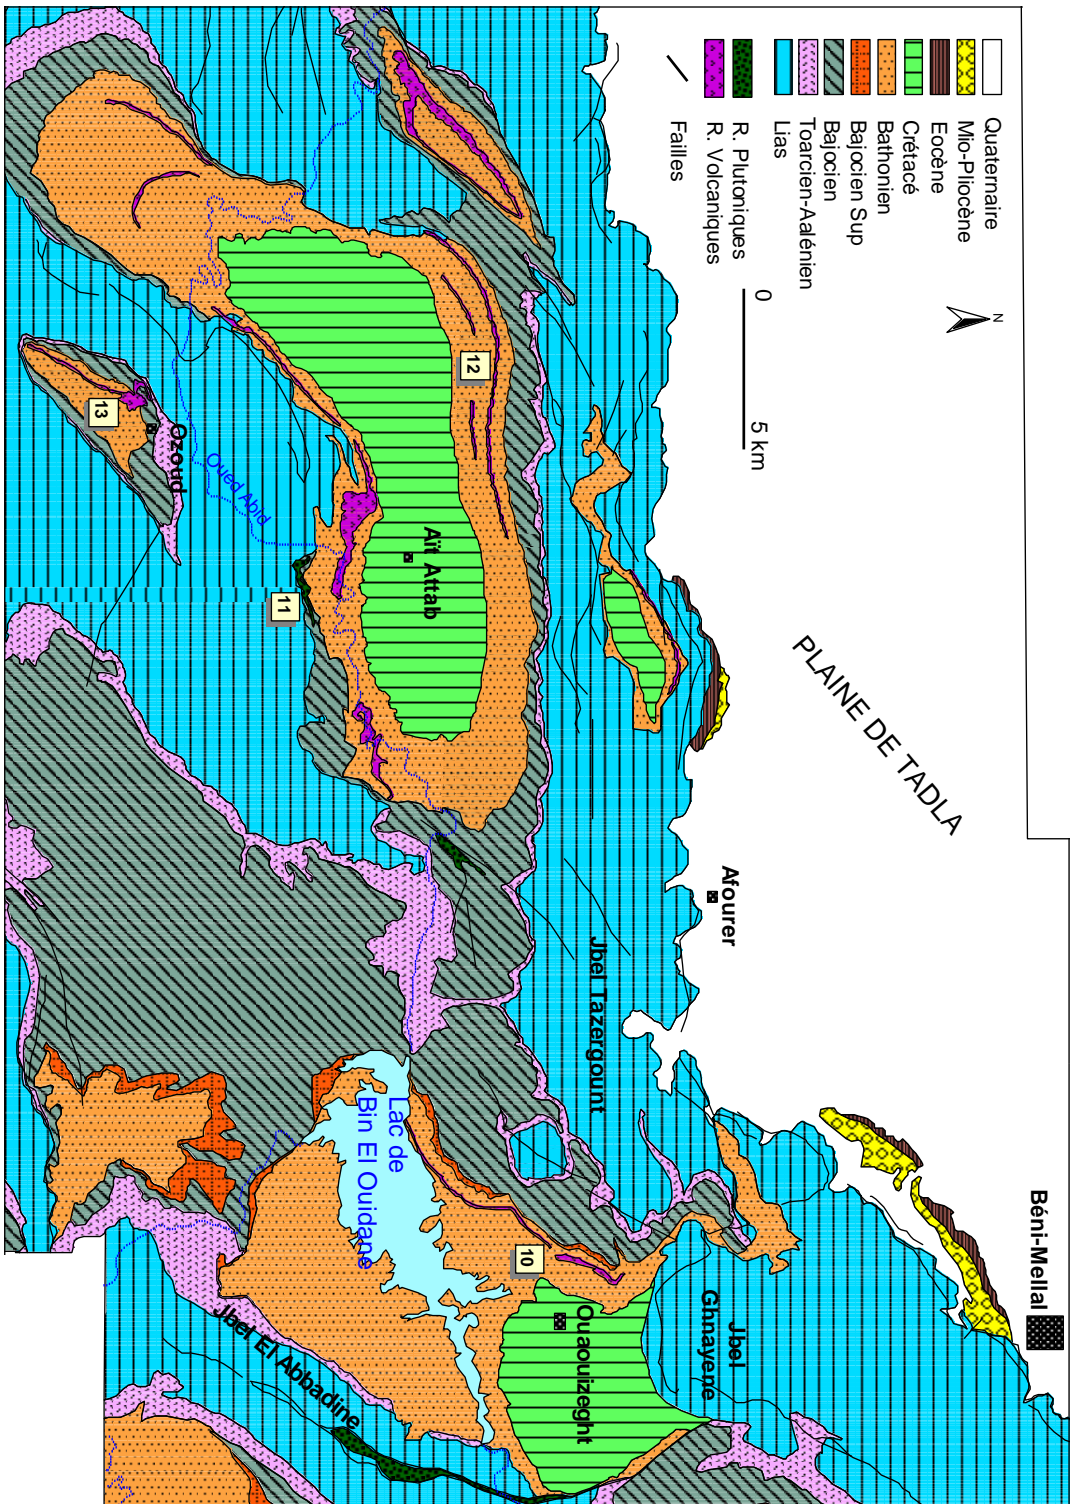 Quaternaire
Mio-Pliocène
Eocène
Crétacé
Bathonien
Bajocien Sup
Bajocien
Toarcien-Aalénien
Lias
R. Plutoniques
R. Volcaniques
Failles
N
0
5 km
PLAINE DE TADLA
Béni-Mellal
Afourer
Jbel Tazergount
Jbel
Ghnayene
Ouaouizeght
10
Lac de
Bin El Ouidane
Jbel El Abbadine
12
Aït Attab
11
Oued Abid
Ozoud
13